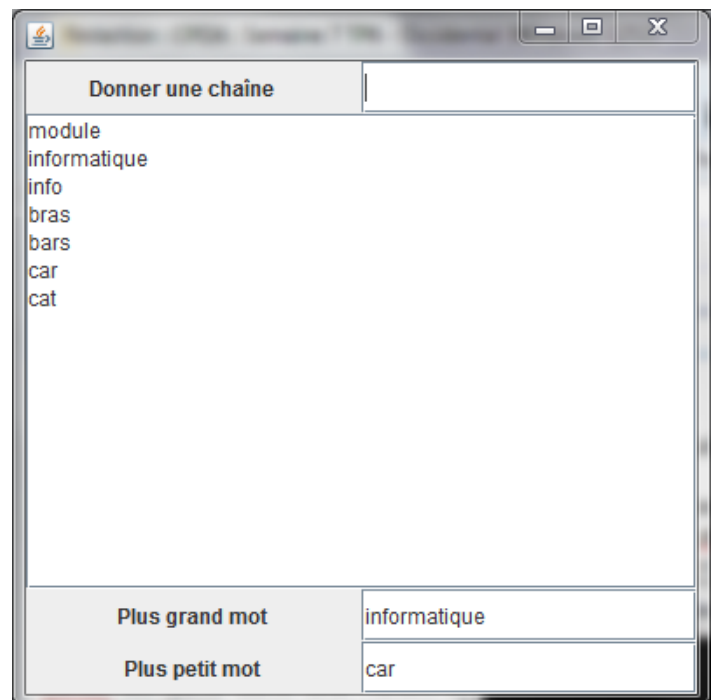 Donner une chaîne
module
informatique
info
bras
bars
car
cat
Plus grand mot informatique
Plus petit mot car